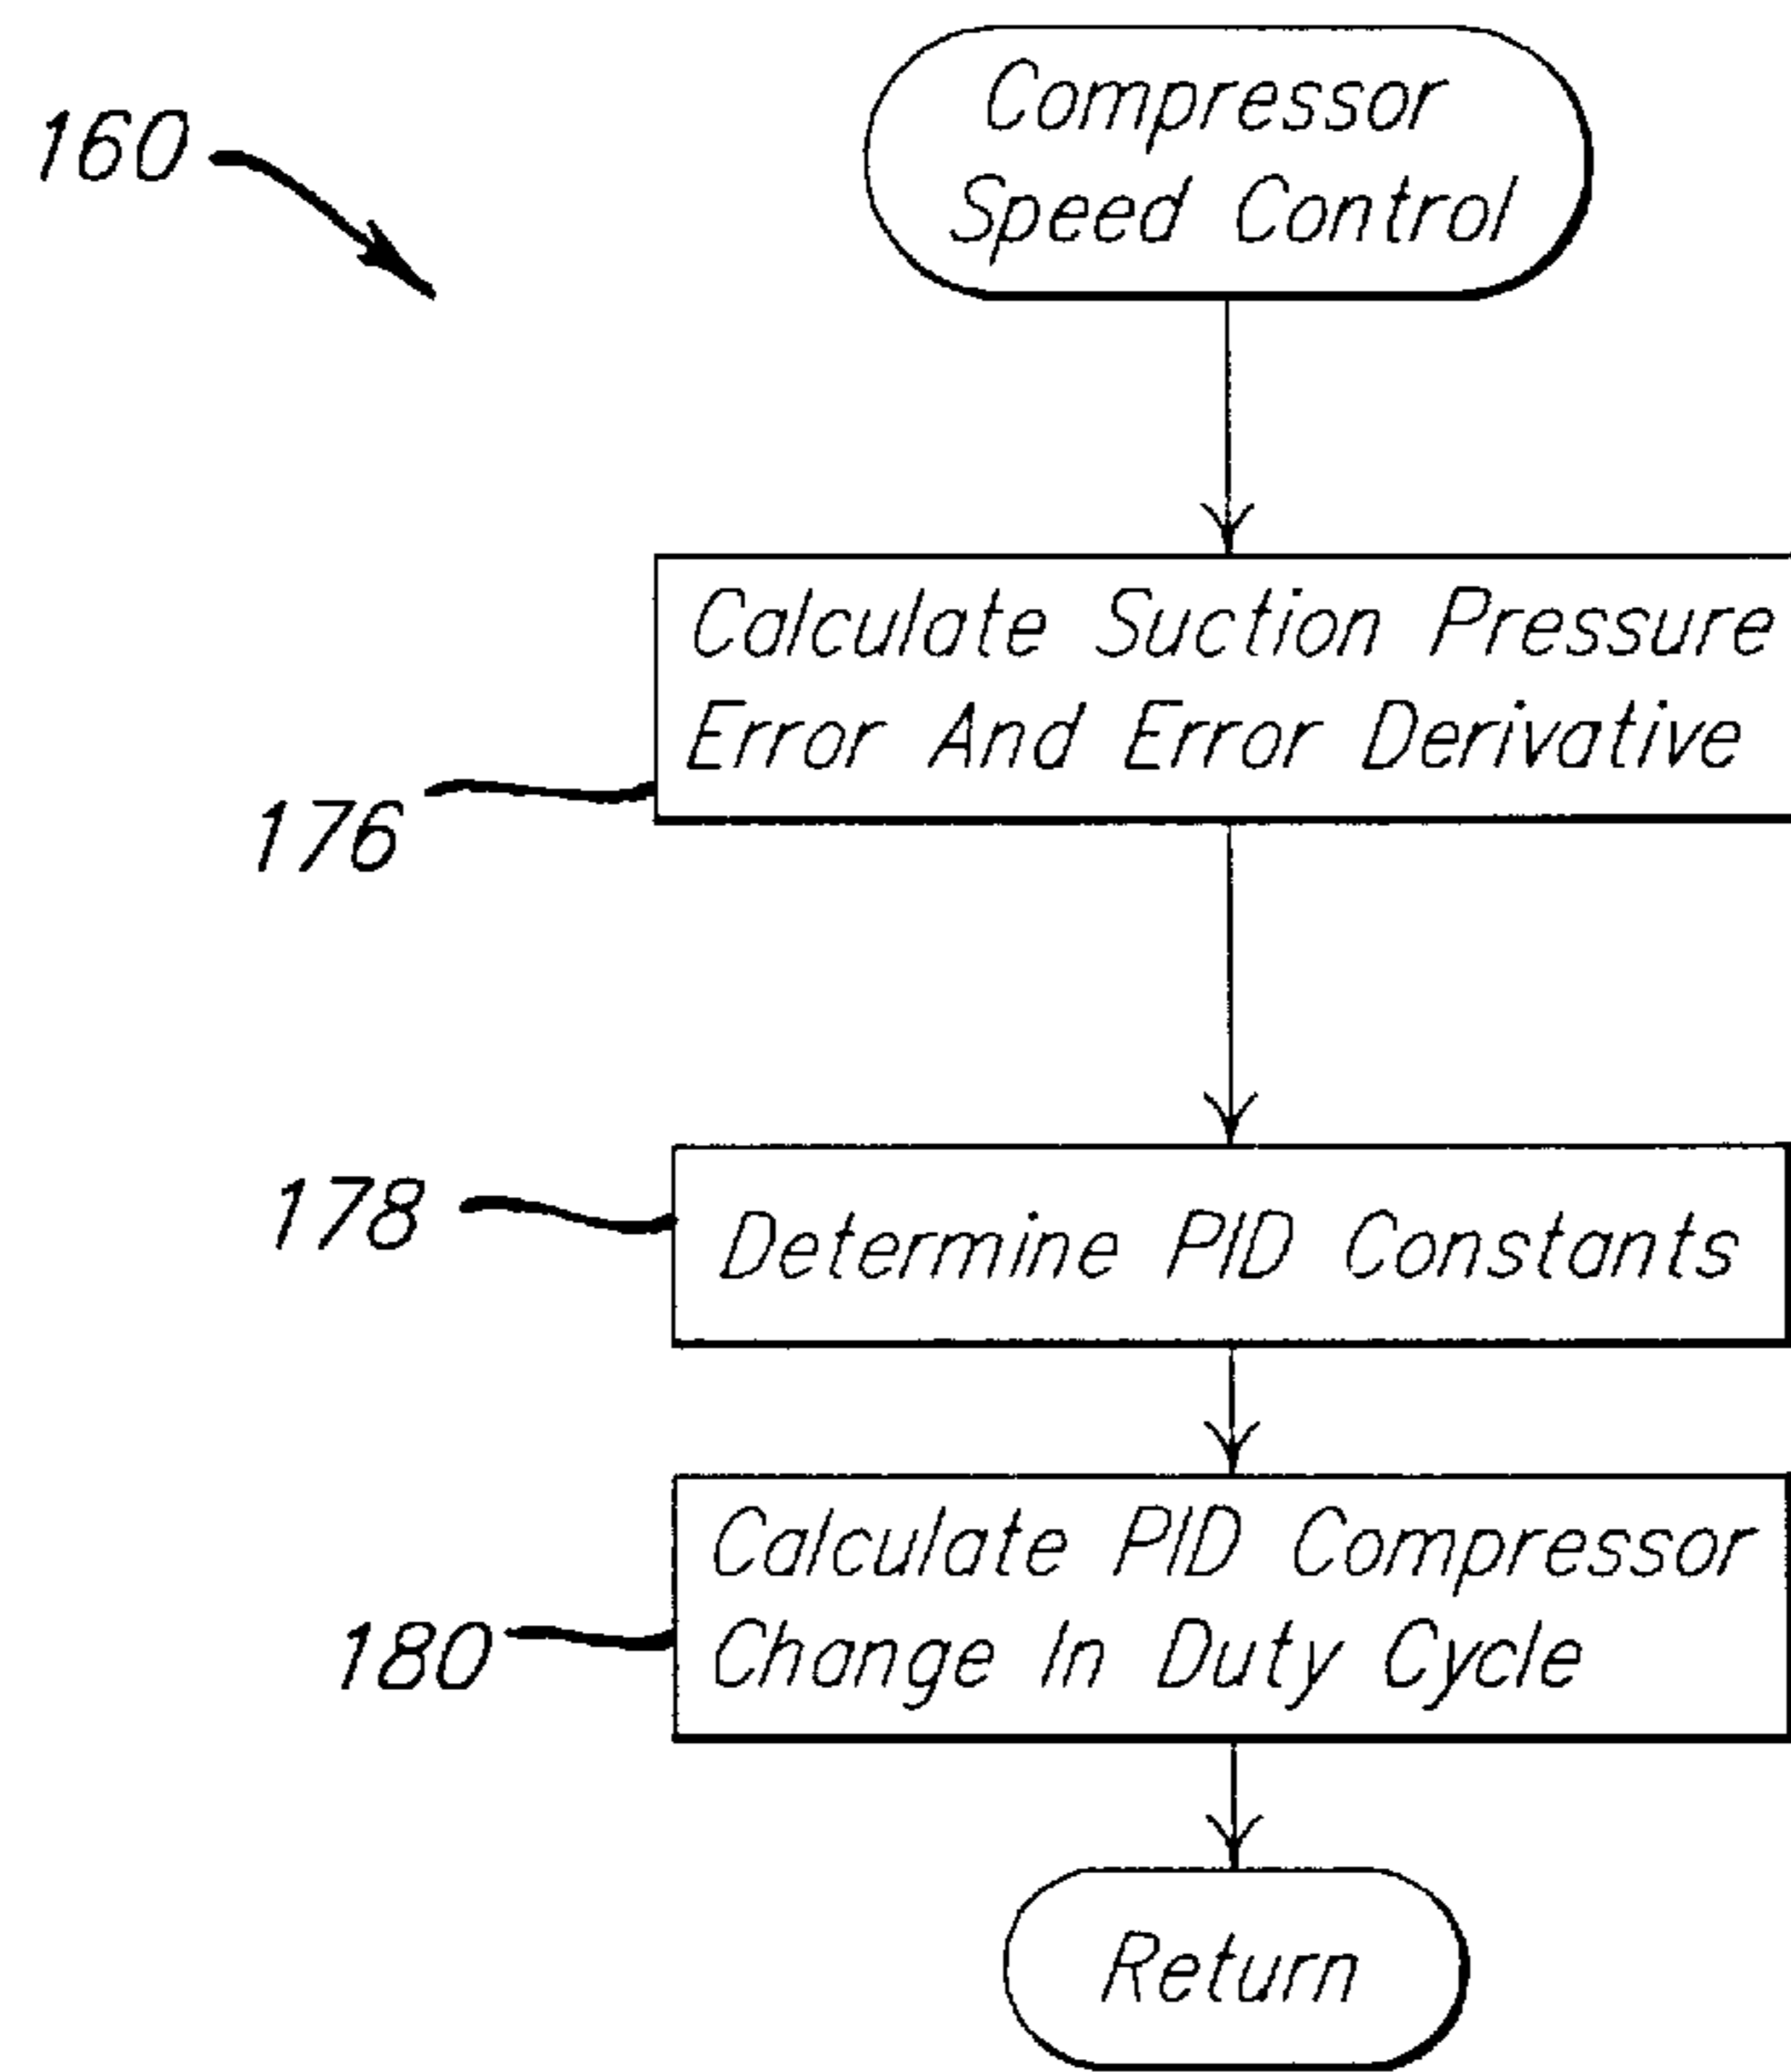 160
Compressor
Speed Control
Calculate Suction Pressure
Error And Error Derivative
176
178
Determine PID Constants
Calculate PID Compressor
Change In Duty Cycle
180
Return